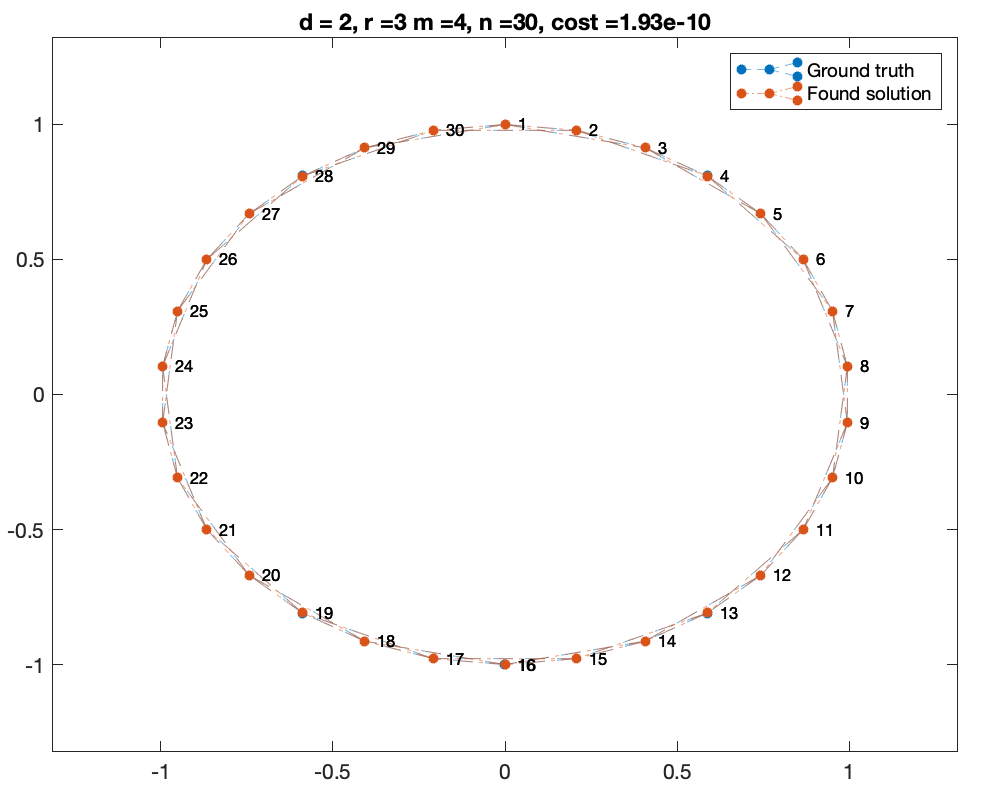 d = 2, r =3 m =4, n =30, cost =1.93e-10
Ground truth
Found solution
1
30 1 2
29 3
28 4
27 5
0.5 26 6
25 7
24 8
0
23 9
22 10
-0.5 21 11
20 12
19 13
18 14
-1 17 16 15
-1 -0.5 0 0.5 1